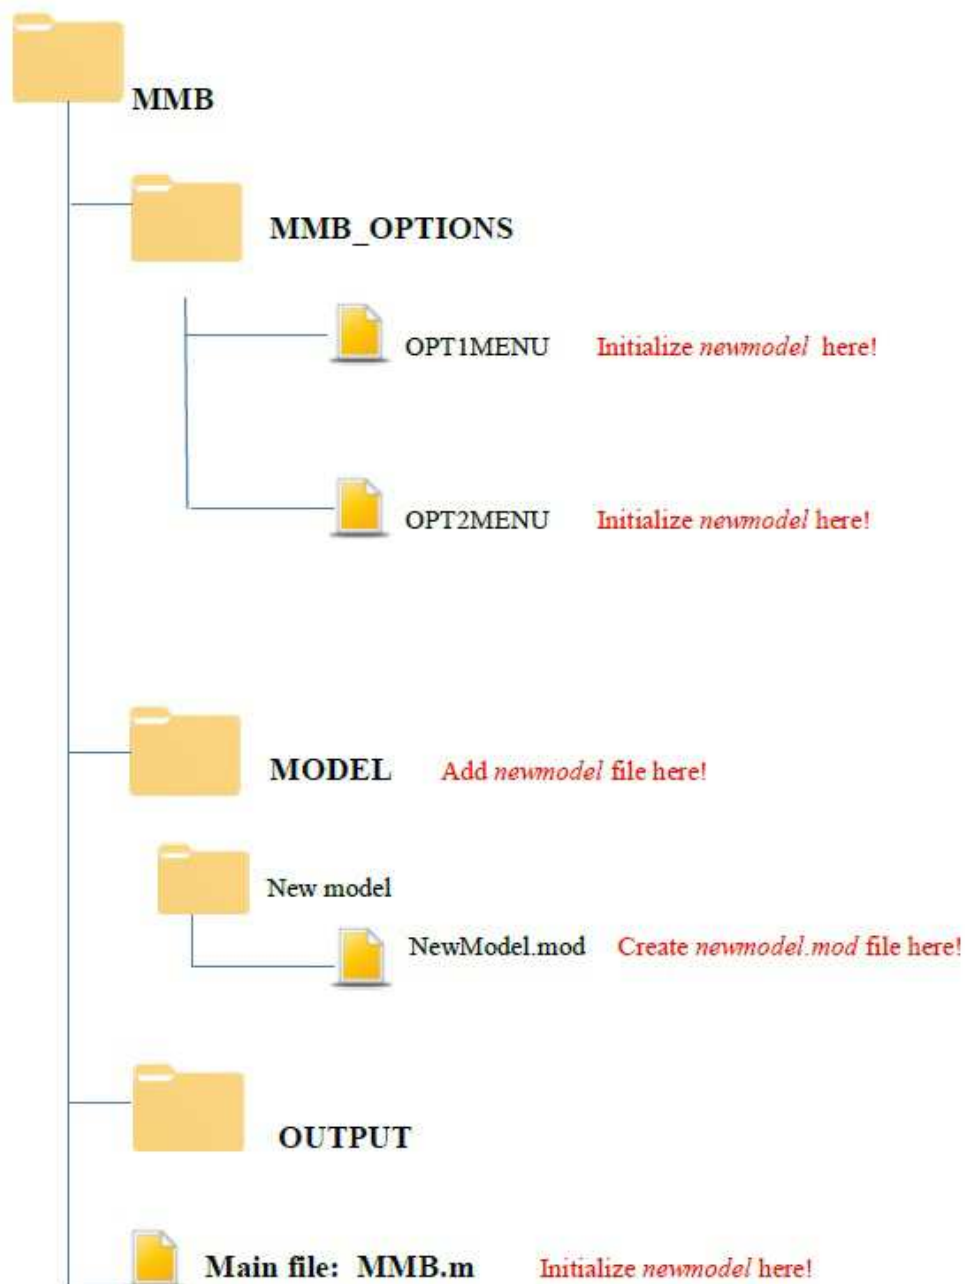 MMB
MMB_OPTIONS
OPT1MENU Initialize newmodel here!
OPT2MENU Initialize newmodel here!
MODEL Add newmodel file here!
New model
NewModel.mod Create newmodel.mod file here!
OUTPUT
Main file: MMB.m Initialize newmodel here!